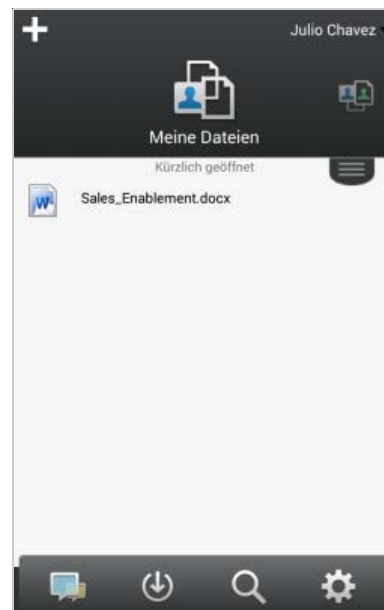 Julio Chavez
Meine Dateien
Kürzlich geöffnet
Sales_Enablement.docx